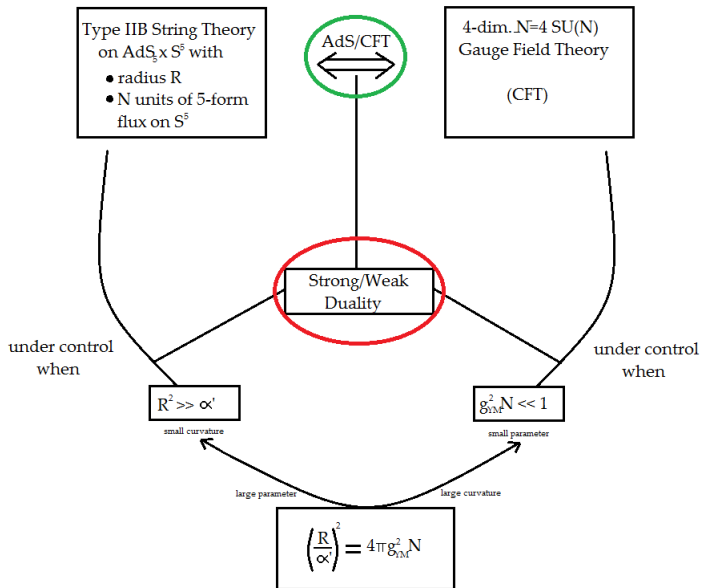 Type IIB String Theory
on AdS₅ x S⁵ with
• radius R
• N units of 5-form
flux on S⁵
AdS/CFT
4-dim..N=4 SU(N)
Gauge Field Theory
(CFT)
Strong/Weak
Duality
under control
when
under control
when
R² >> ∝'
g²YM N << 1
small curvature
small parameter
large parameter
large curvature
(R/∝')² = 4πg²YM N